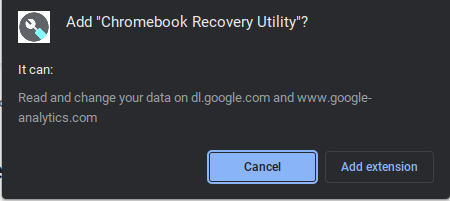 Add "Chromebook Recovery Utility"?
It can:
Read and change your data on dl.google.com and www.google-
analytics.com
Cancel
Add extension